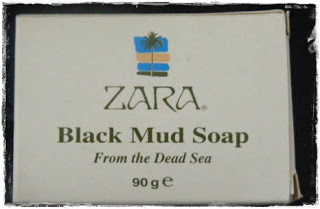 ZARA®
Black Mud Soap
From the Dead Sea
90 g ℮